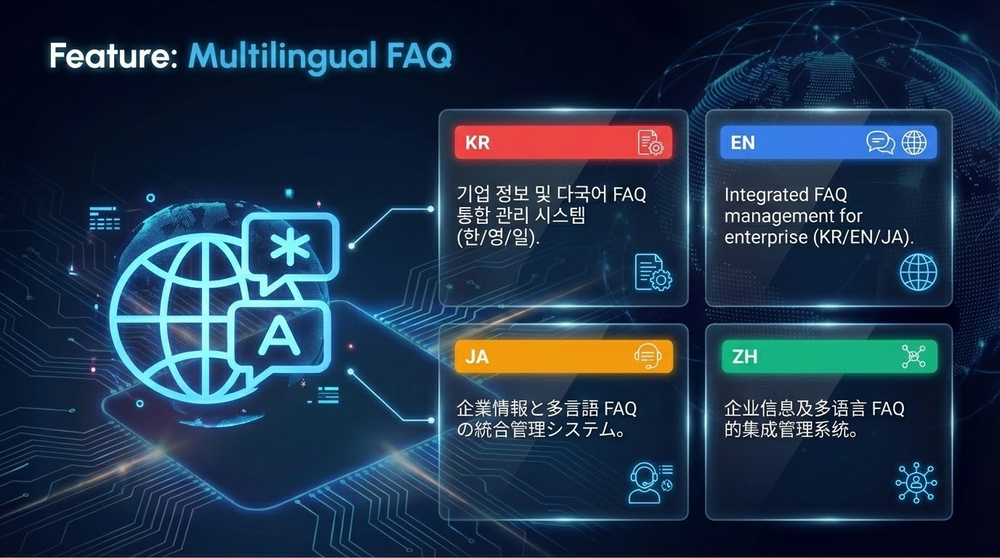 Feature: Multilingual FAQ
KR
기업 정보 및 다국어 FAQ
통합 관리 시스템
(한/영/일).
EN
Integrated FAQ
management for
enterprise (KR/EN/JA).
A
JA
企業情報と多言語 FAQ
の統合管理システム。
ZH
企业信息及多语言 FAQ
的集成管理系统。